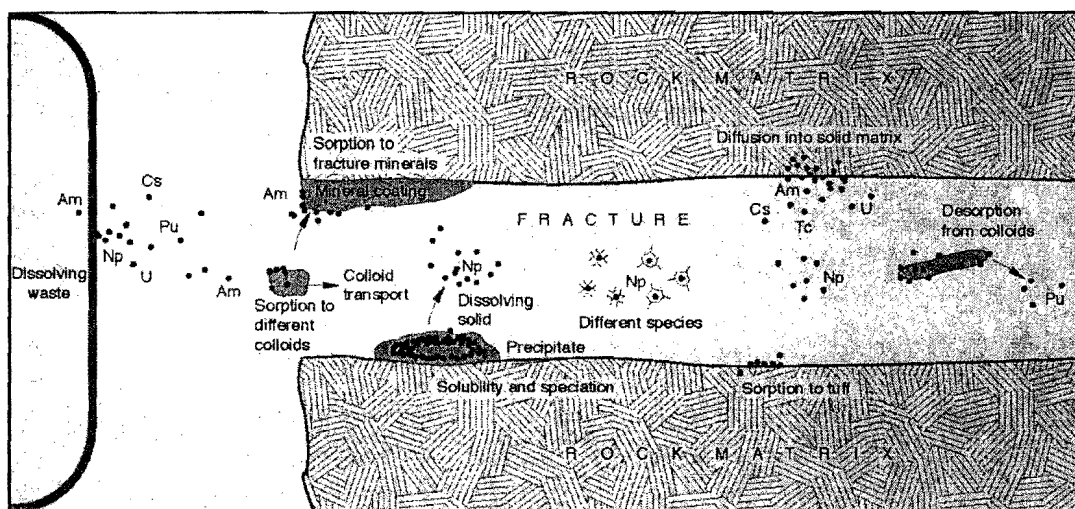 ROCK MATRIX
Diffusion into solid matrix
Sorption to
fracture minerals
Mineral coating
Am
Cs
Am
Pu
Np
U
Am
Am
Cs
Tc
U
FRACTURE
Desorption
from colloids
Dissolving
waste
Sorption to
different
colloids
Colloid
transport
Np
Dissolving
solid
Np
Different species
Np
Pu
Precipitate
Solubility and speciation
Sorption to tuff
ROCK MATRIX